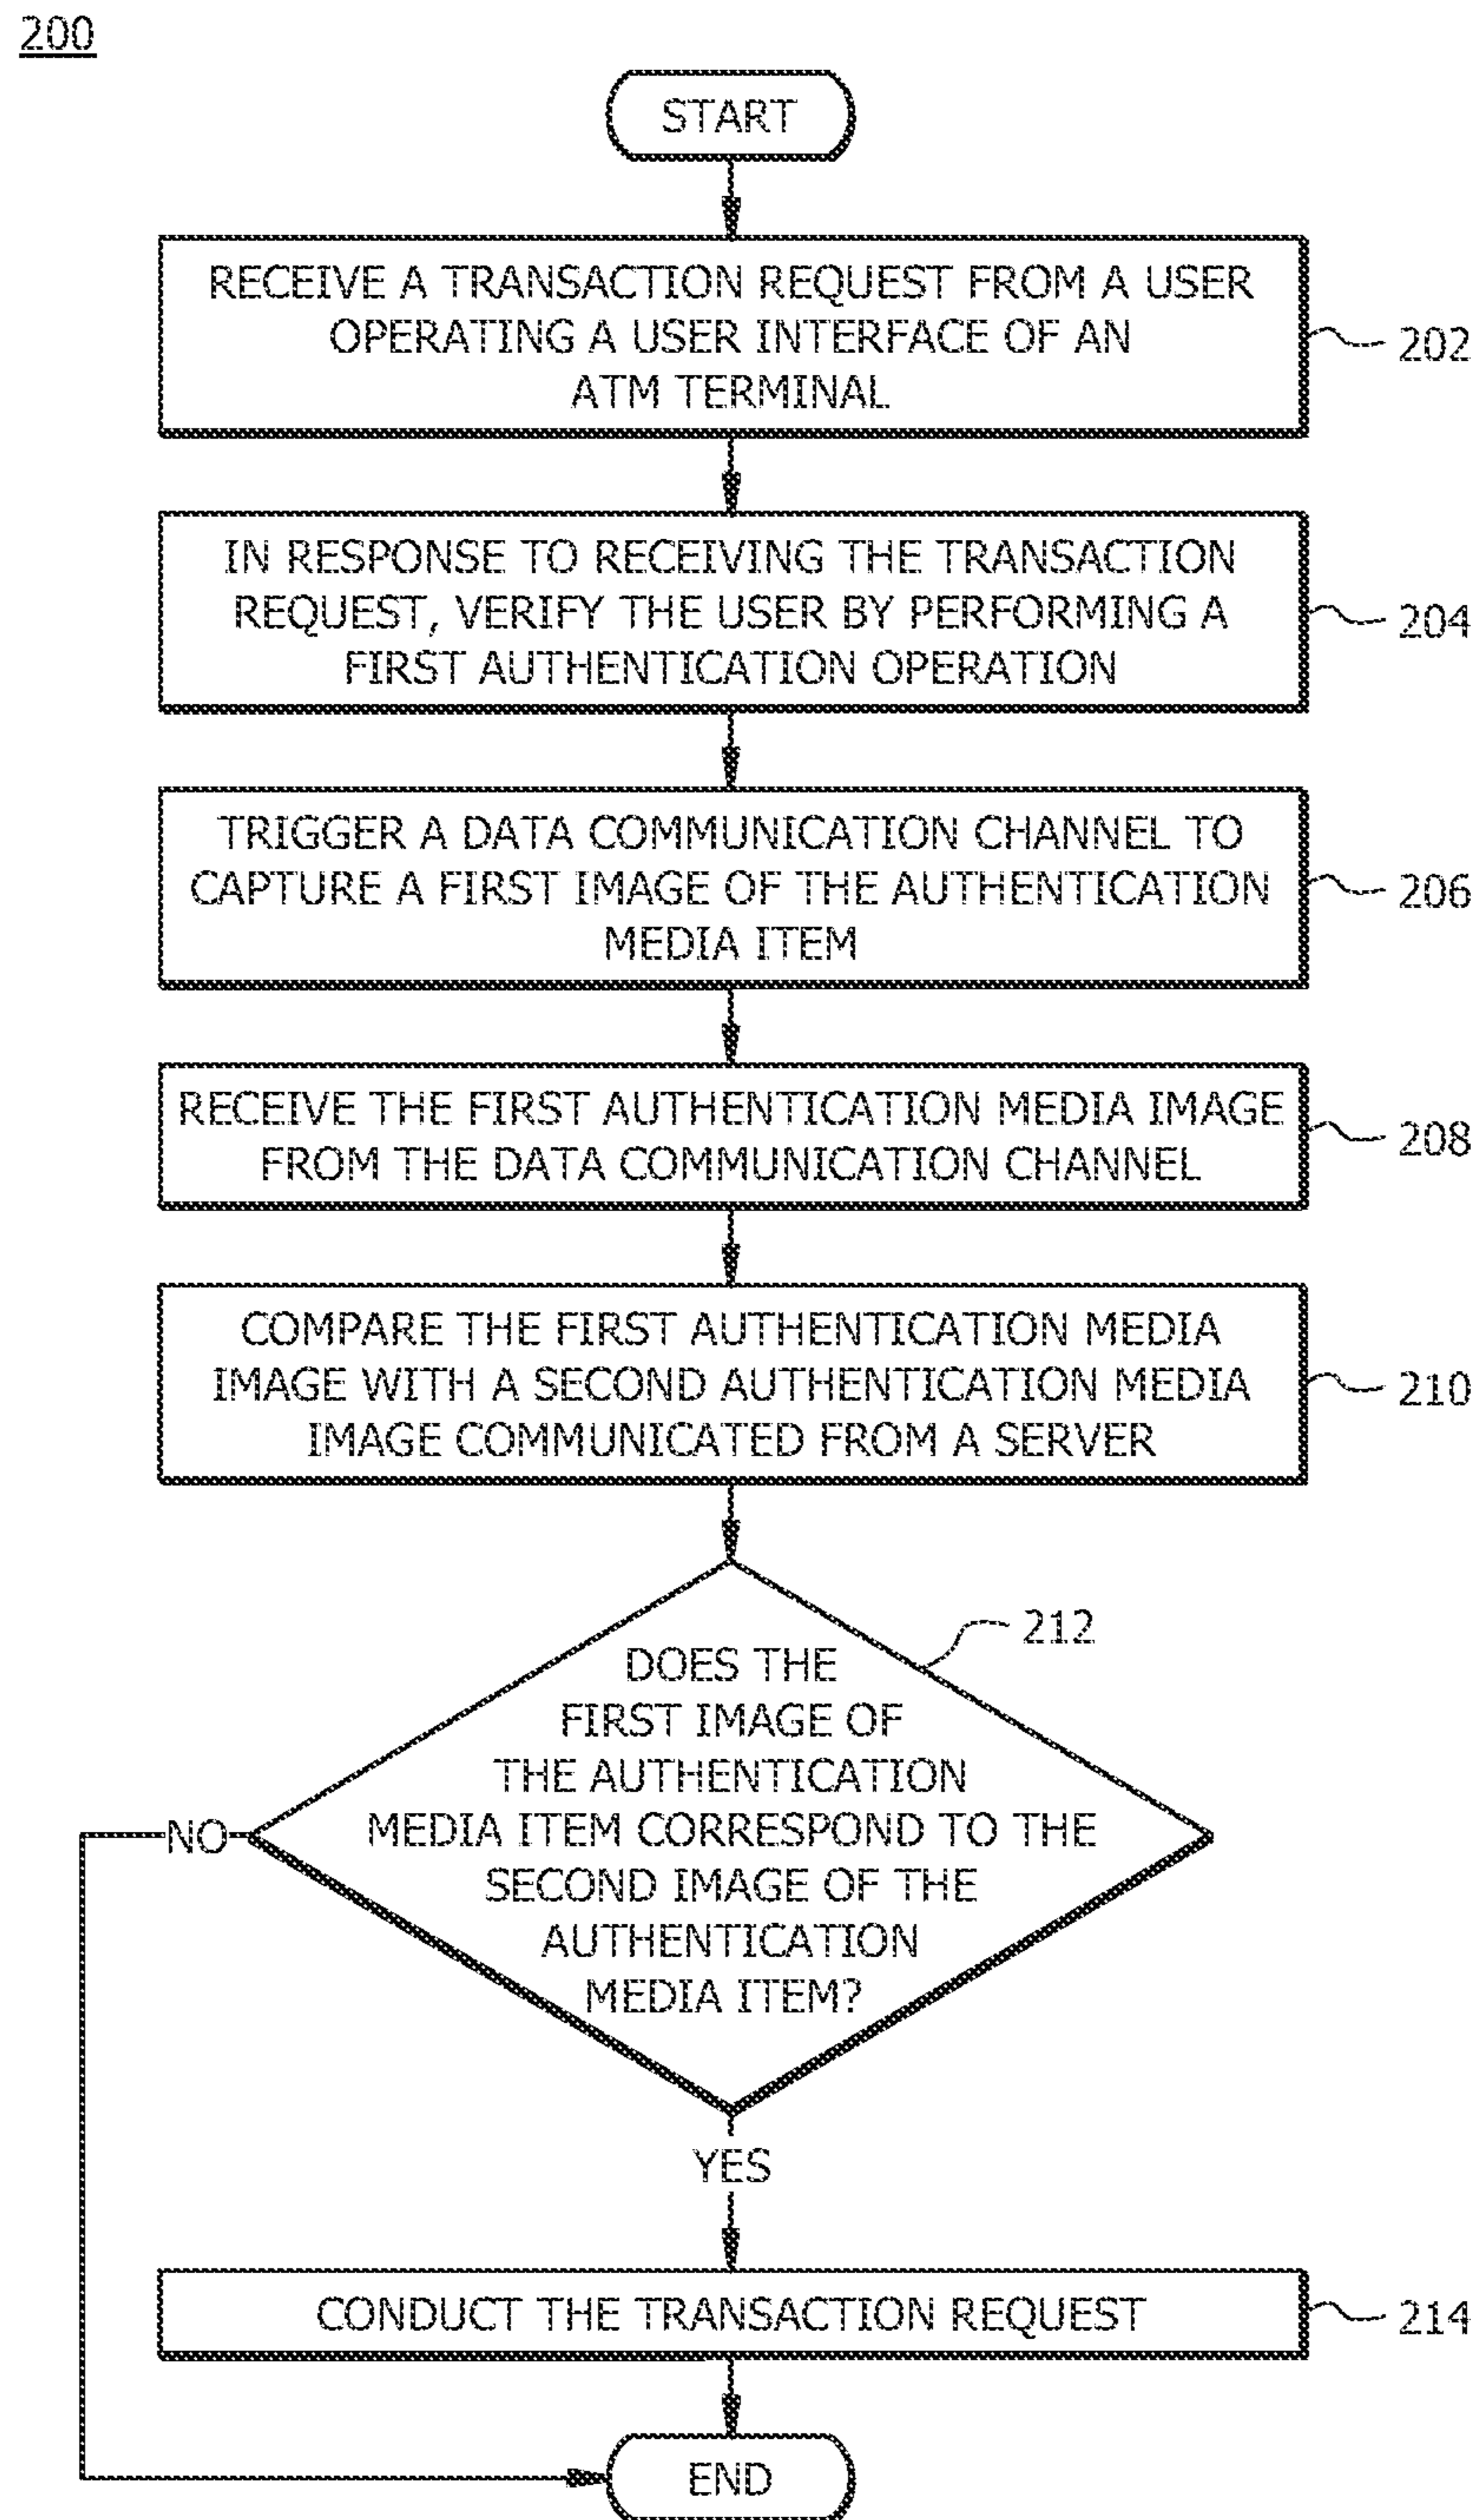 200
START
RECEIVE A TRANSACTION REQUEST FROM A USER
OPERATING A USER INTERFACE OF AN
ATM TERMINAL
202
IN RESPONSE TO RECEIVING THE TRANSACTION
REQUEST, VERIFY THE USER BY PERFORMING A
FIRST AUTHENTICATION OPERATION
204
TRIGGER A DATA COMMUNICATION CHANNEL TO
CAPTURE A FIRST IMAGE OF THE AUTHENTICATION
MEDIA ITEM
206
RECEIVE THE FIRST AUTHENTICATION MEDIA IMAGE
FROM THE DATA COMMUNICATION CHANNEL
208
COMPARE THE FIRST AUTHENTICATION MEDIA
IMAGE WITH A SECOND AUTHENTICATION MEDIA
IMAGE COMMUNICATED FROM A SERVER
210
212
DOES THE
FIRST IMAGE OF
THE AUTHENTICATION
MEDIA ITEM CORRESPOND TO THE
SECOND IMAGE OF THE
AUTHENTICATION
MEDIA ITEM?
NO
YES
CONDUCT THE TRANSACTION REQUEST
214
END